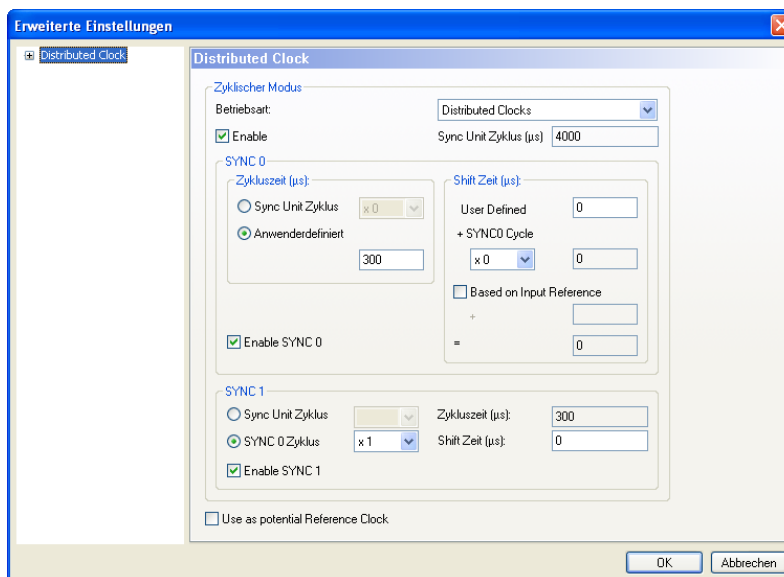 Erweiterte Einstellungen
Distributed Clock
Distributed Clock
Zyklischer Modus
Betriebsart: Distributed Clocks
Enable Sync Unit Zyklus (µs) 4000
SYNC 0
Zykluszeit (µs):
Sync Unit Zyklus x 0
Anwenderdefiniert
300
Enable SYNC 0
Shift Zeit (µs):
User Defined 0
+ SYNC0 Cycle
x 0 0
Based on Input Reference
+
= 0
SYNC 1
Sync Unit Zyklus Zykluszeit (µs): 300
SYNC 0 Zyklus x 1 Shift Zeit (µs): 0
Enable SYNC 1
Use as potential Reference Clock
OK Abbrechen